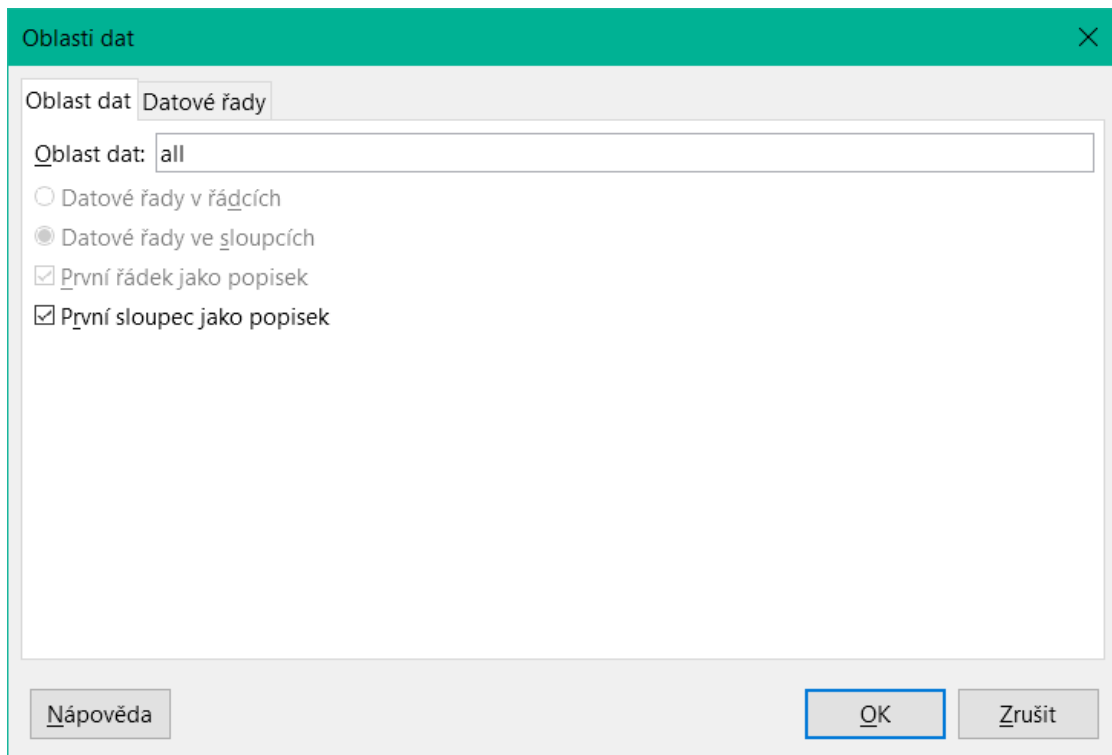 Oblasti dat
Oblast dat Datové řady
Oblast dat: all
Datové řady v řádcích
Datové řady ve sloupcích
První řádek jako popisek
První sloupec jako popisek
Nápověda OK Zrušit